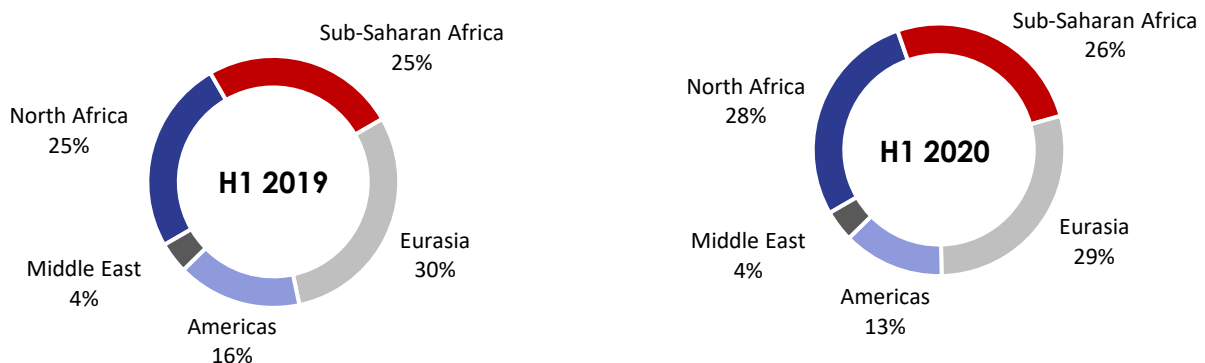 Sub-Saharan Africa
25%
North Africa
25%
H1 2019
Eurasia
30%
Middle East
4%
Americas
16%
Sub-Saharan Africa
26%
North Africa
28%
H1 2020
Eurasia
29%
Middle East
4%
Americas
13%